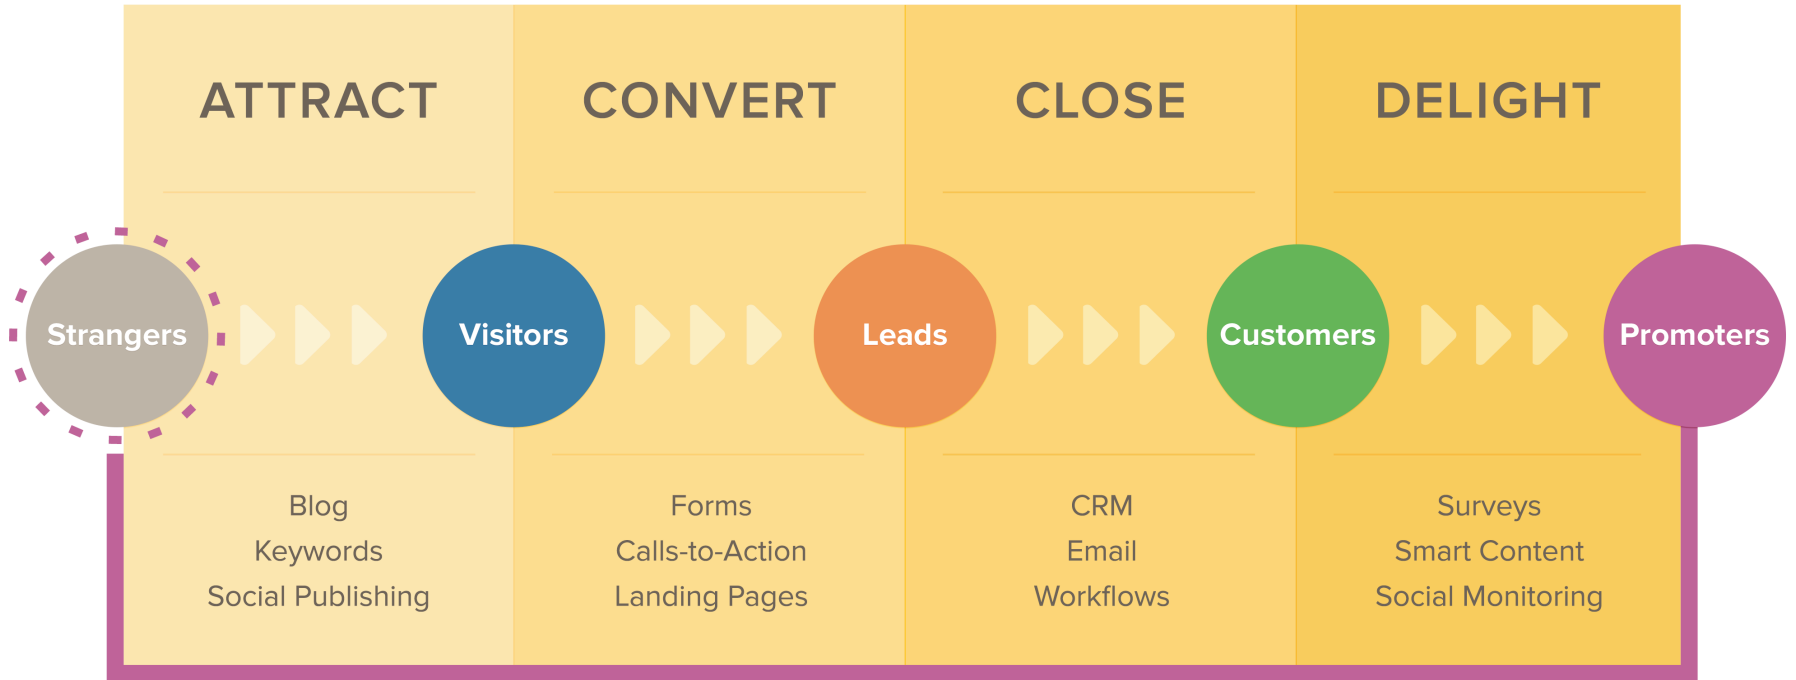 ATTRACT
CONVERT
CLOSE
DELIGHT
Strangers
Visitors
Leads
Customers
Promoters
Blog
Keywords
Social Publishing
Forms
Calls-to-Action
Landing Pages
CRM
Email
Workflows
Surveys
Smart Content
Social Monitoring